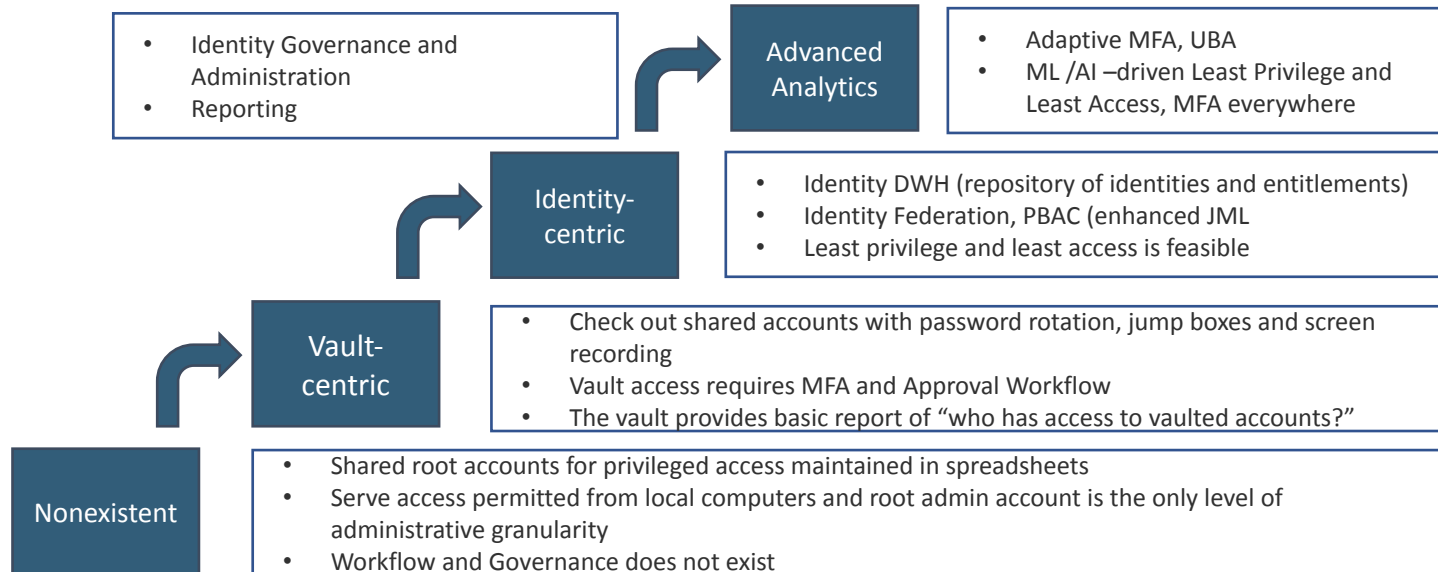 • Identity Governance and
Administration
• Reporting
Advanced
Analytics
• Adaptive MFA, UBA
• ML /AI –driven Least Privilege and
Least Access, MFA everywhere
Identity-
centric
• Identity DWH (repository of identities and entitlements)
• Identity Federation, PBAC (enhanced JML
• Least privilege and least access is feasible
Vault-
centric
• Check out shared accounts with password rotation, jump boxes and screen
recording
• Vault access requires MFA and Approval Workflow
• The vault provides basic report of “who has access to vaulted accounts?”
Nonexistent
• Shared root accounts for privileged access maintained in spreadsheets
• Serve access permitted from local computers and root admin account is the only level of
administrative granularity
• Workflow and Governance does not exist